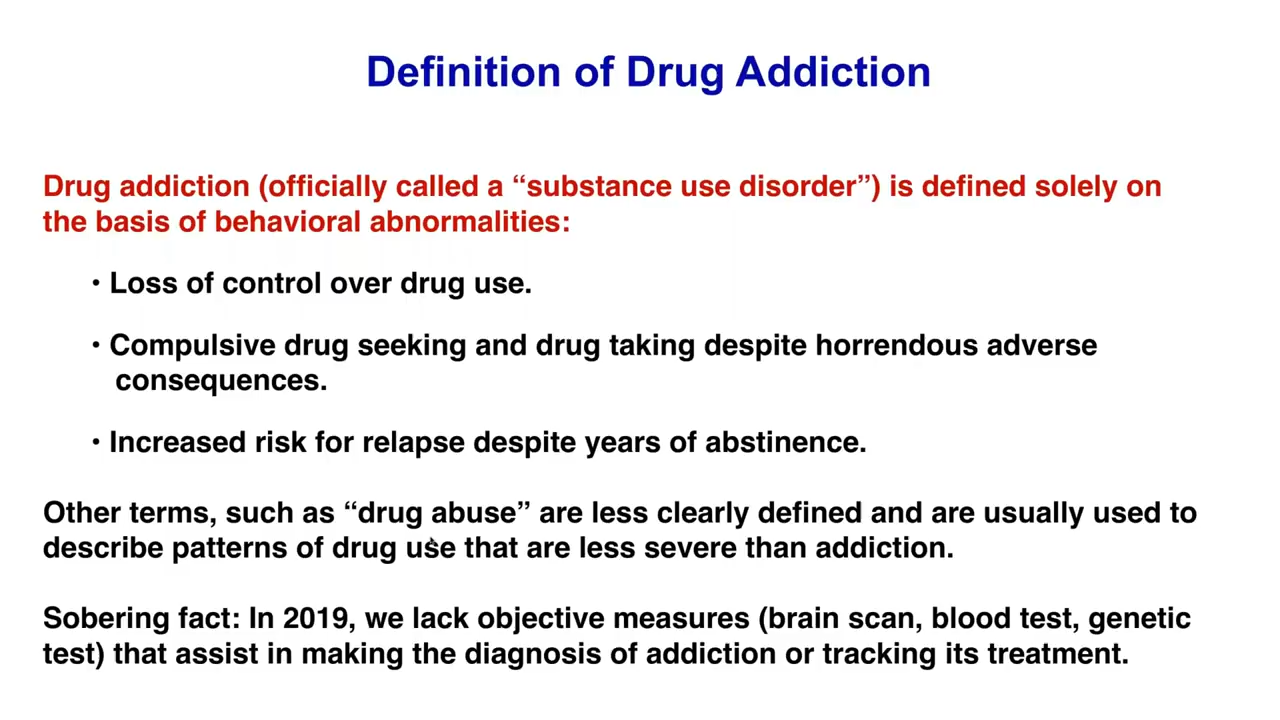 Definition of Drug Addiction
Drug addiction (officially called a “substance use disorder”) is defined solely on
the basis of behavioral abnormalities:
• Loss of control over drug use.
• Compulsive drug seeking and drug taking despite horrendous adverse
consequences.
• Increased risk for relapse despite years of abstinence.
Other terms, such as “drug abuse” are less clearly defined and are usually used to
describe patterns of drug use that are less severe than addiction.
Sobering fact: In 2019, we lack objective measures (brain scan, blood test, genetic
test) that assist in making the diagnosis of addiction or tracking its treatment.